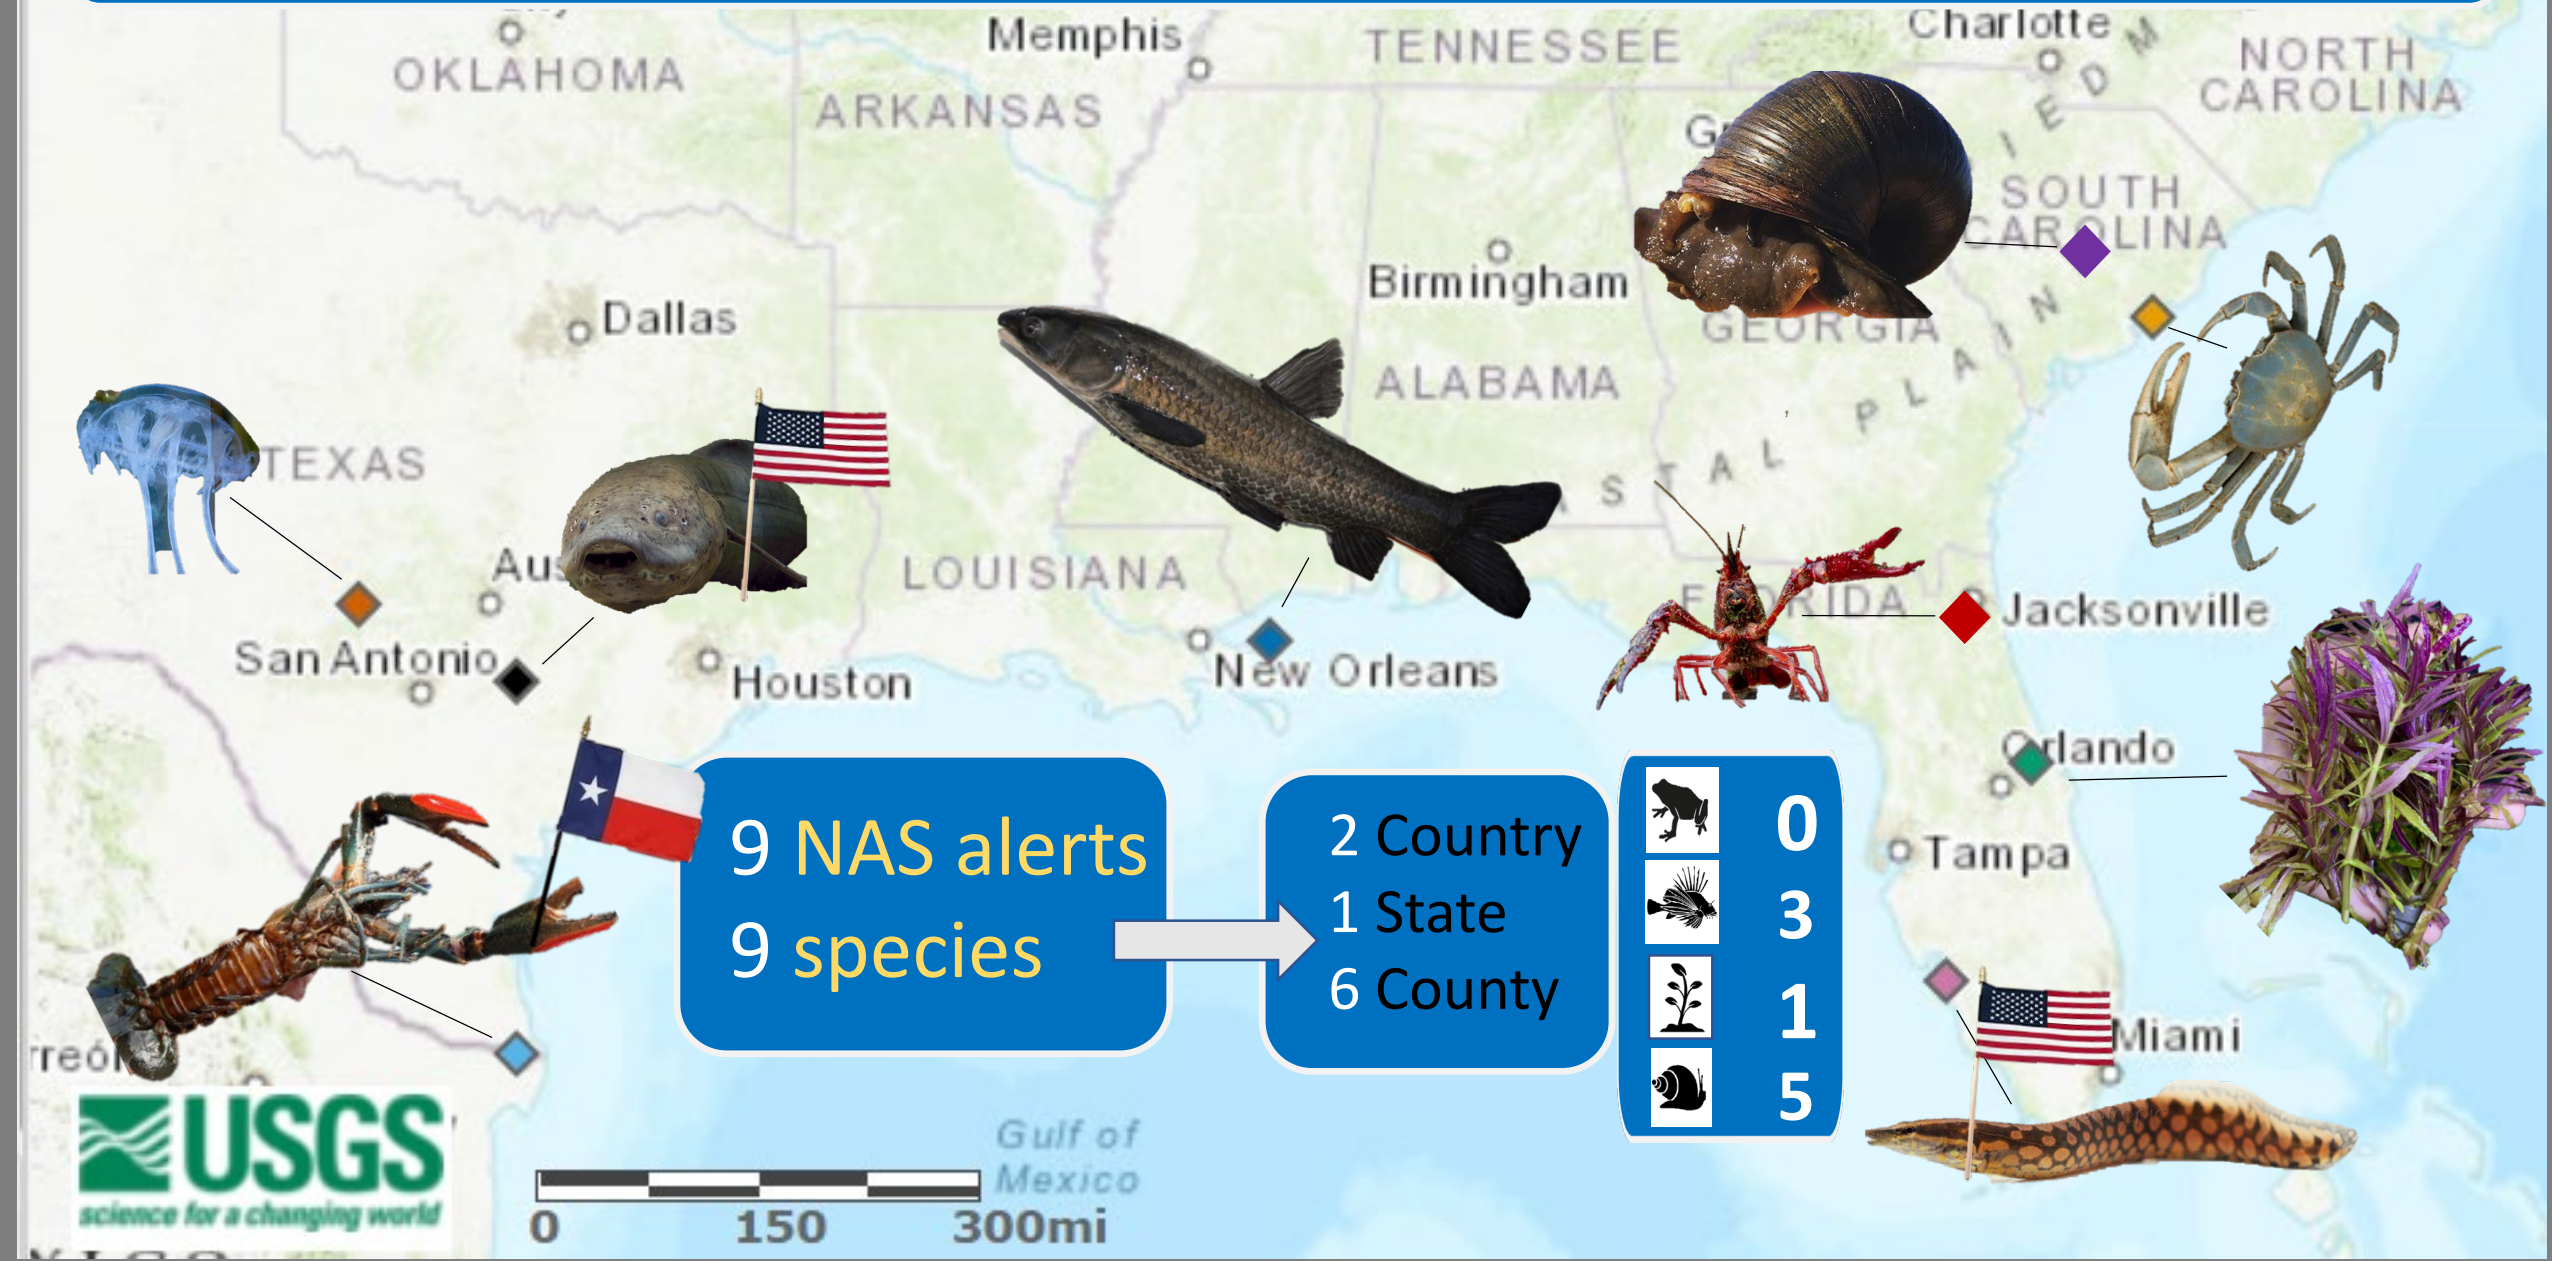 Memphis
TENNESSEE
Charlotte
NORTH
CAROLINA
OKLAHOMA
ARKANSAS
I E D M
SOUTH
CAROLINA
Birmingham
Dallas
GEORGIA
ALABAMA
TEXAS
S T A L P L A I N
LOUISIANA
FLORIDA
Jacksonville
San Antonio
Houston
New Orleans
Orlando
Tampa
Miami
9 NAS alerts
9 species
2 Country
1 State
6 County
0
3
1
5
USGS
science for a changing world
Gulf of
Mexico
0 150 300mi